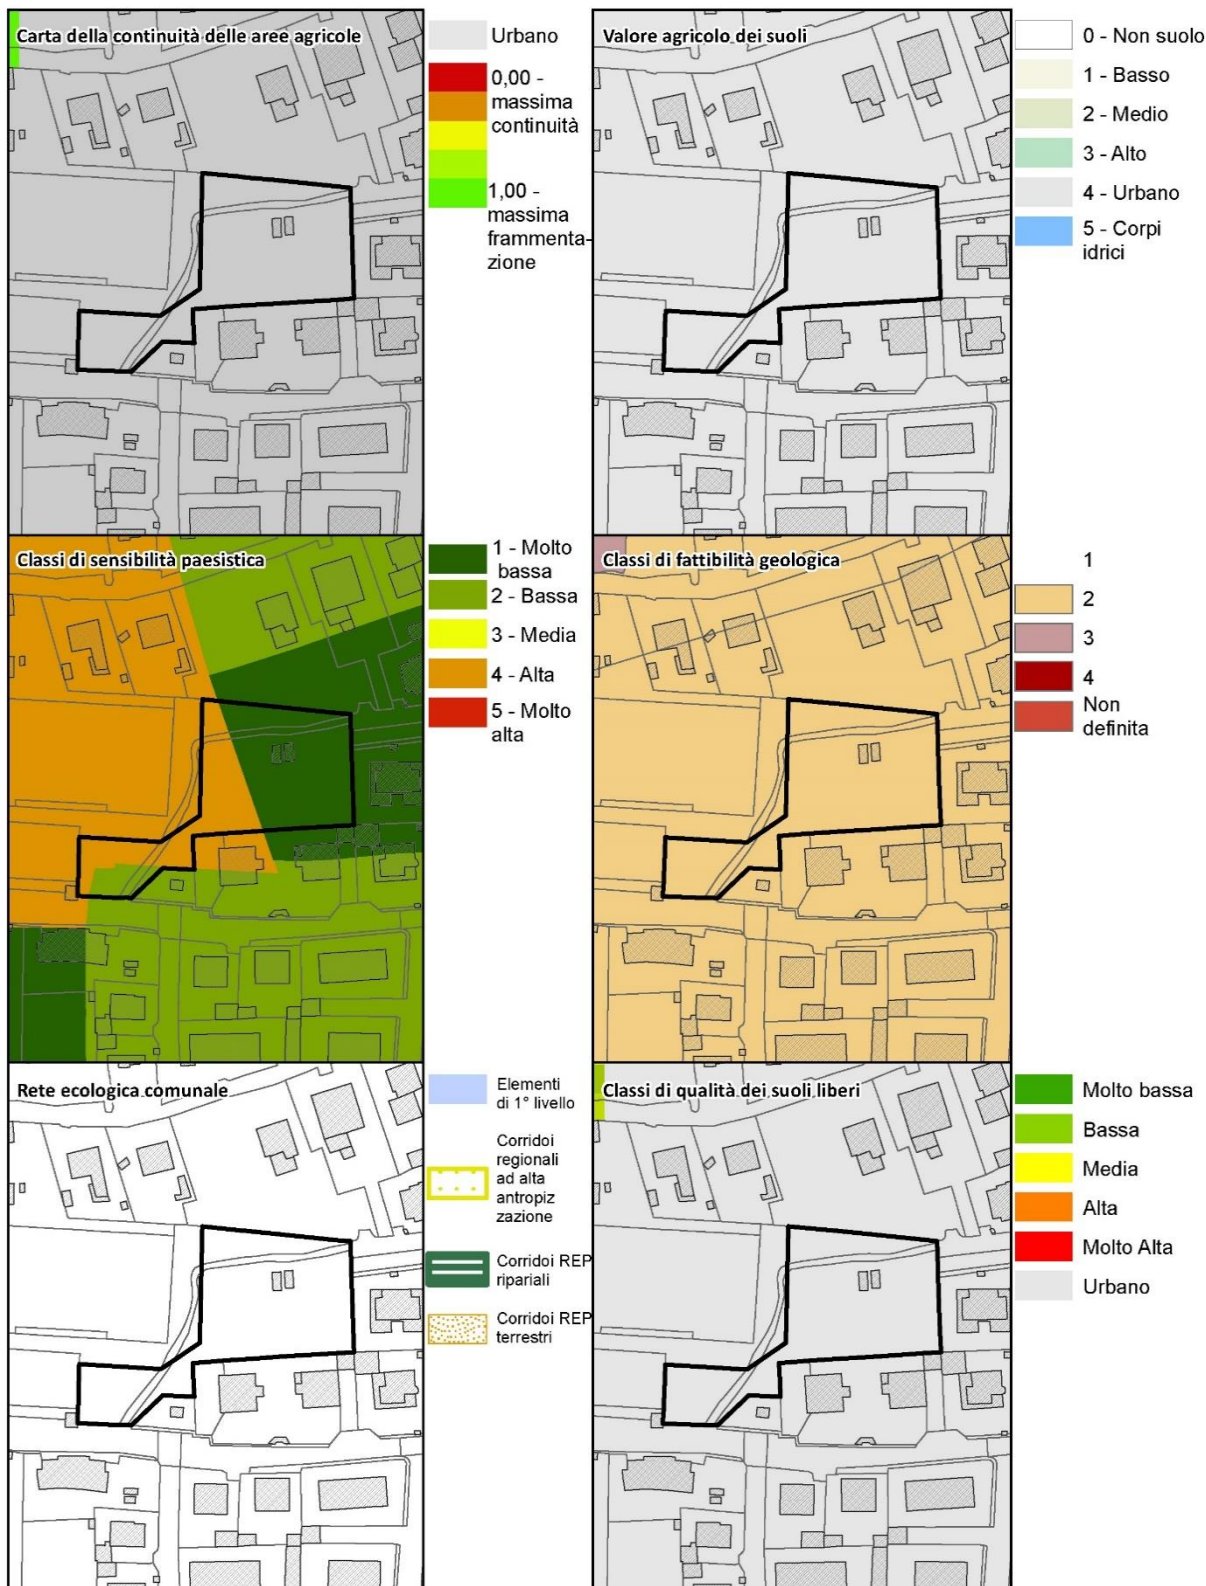 Carta della continuità delle aree agricole
Urbano
0,00 -
massima
continuità
1,00 -
massima
frammenta-
zione
Valore agricolo dei suoli
0 - Non suolo
1 - Basso
2 - Medio
3 - Alto
4 - Urbano
5 - Corpi
idrici
Classi di sensibilità paesistica
1 - Molto
bassa
2 - Bassa
3 - Media
4 - Alta
5 - Molto
alta
Classi di fattibilità geologica
1
2
3
4
Non
definita
Rete ecologica comunale
Elementi
di 1° livello
Corridoi
regionali
ad alta
antropiz
zazione
Corridoi REP
ripariali
Corridoi REP
terrestri
Classi di qualità dei suoli liberi
Molto bassa
Bassa
Media
Alta
Molto Alta
Urbano